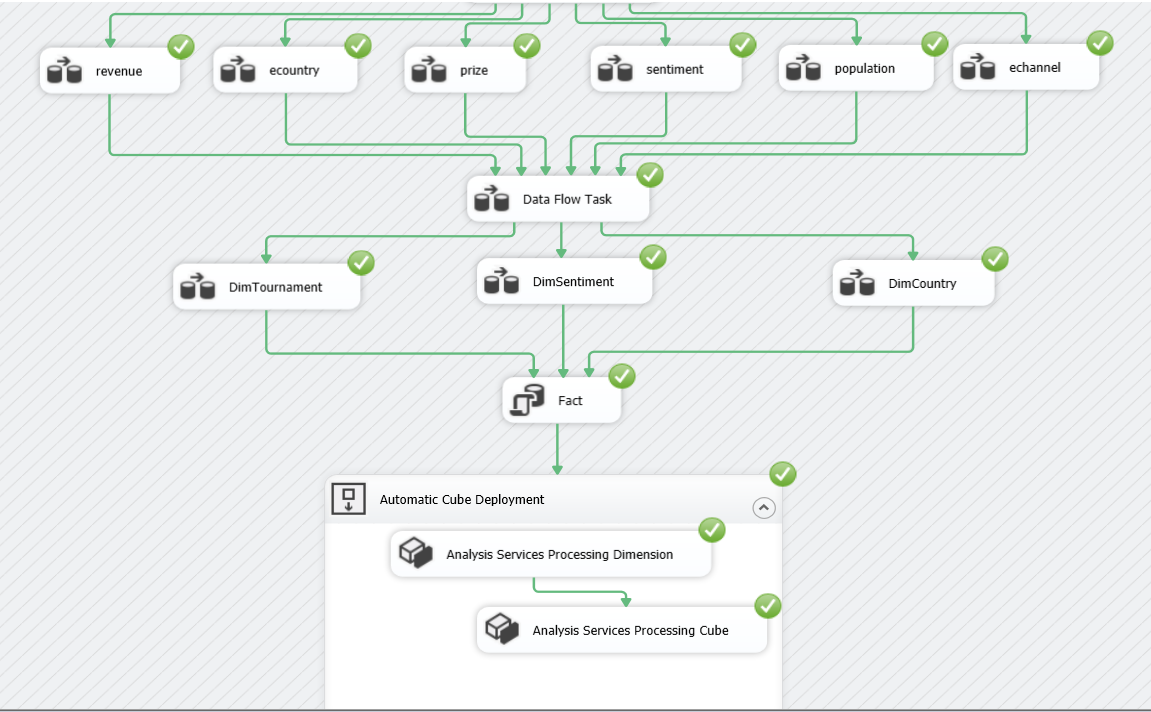 revenue
ecountry
prize
sentiment
population
echannel
Data Flow Task
DimTournament
DimSentiment
DimCountry
Fact
Automatic Cube Deployment
Analysis Services Processing Dimension
Analysis Services Processing Cube